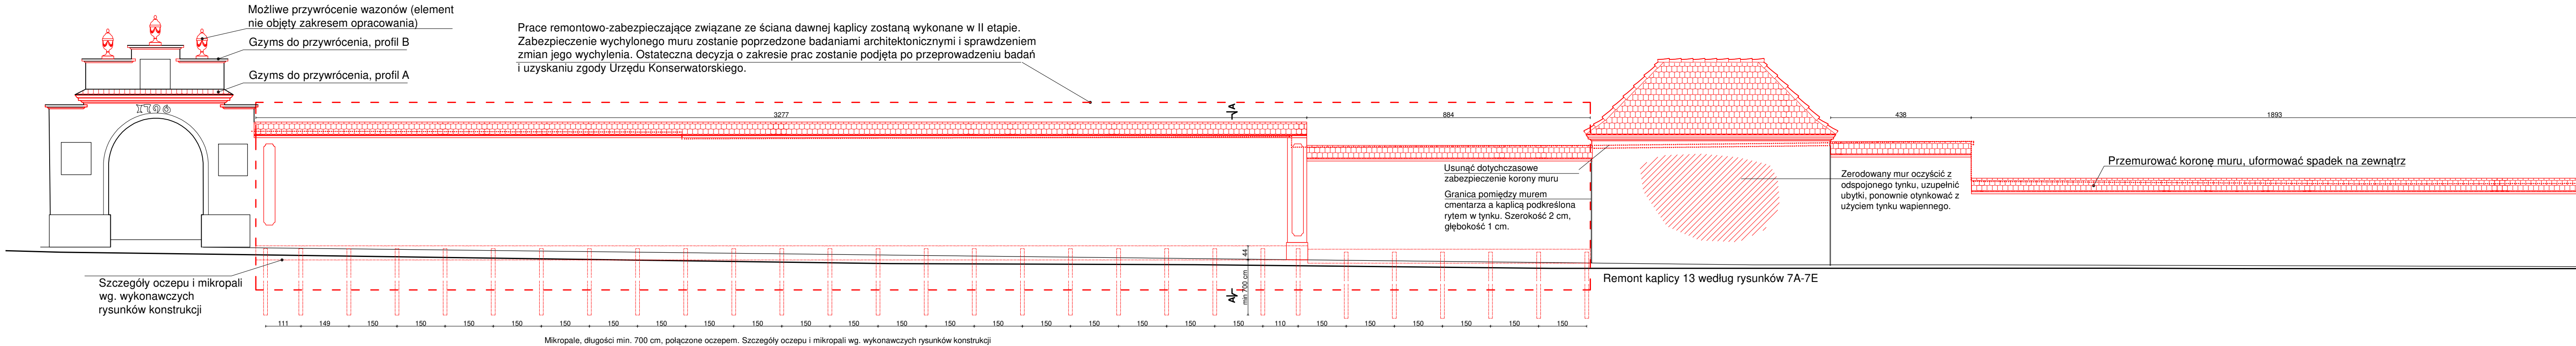 Możliwe przywrócenie wazonów (element
nie objęty zakresem opracowania)
Gzyms do przywrócenia, profil B
Gzyms do przywrócenia, profil A
1796
Prace remontowo-zabezpieczające związane ze ściana dawnej kaplicy zostaną wykonane w II etapie.
Zabezpieczenie wychylonego muru zostanie poprzedzone badaniami architektonicznymi i sprawdzeniem
zmian jego wychylenia. Ostateczna decyzja o zakresie prac zostanie podjęta po przeprowadzeniu badań
i uzyskaniu zgody Urzędu Konserwatorskiego.
A
3277
884
438
1893
Usunąć dotychczasowe
zabezpieczenie korony muru
Granica pomiędzy murem
cmentarza a kaplicą podkreślona
rytem w tynku. Szerokość 2 cm,
głębokość 1 cm.
Zerodowany mur oczyścić z
odspojonego tynku, uzupełnić
ubytki, ponownie otynkować z
użyciem tynku wapiennego.
Przemurować koronę muru, uformować spadek na zewnątrz
44
min 700 cm
A
Szczegóły oczepu i mikropali
wg. wykonawczych
rysunków konstrukcji
Remont kaplicy 13 według rysunków 7A-7E
111 149 150 150 150 150 150 150 150 150 150 150 150 150 150 150 150 150 150 150 150 110 150 150 150 150 150 150
Mikropale, długości min. 700 cm, połączone oczepem. Szczegóły oczepu i mikropali wg. wykonawczych rysunków konstrukcji